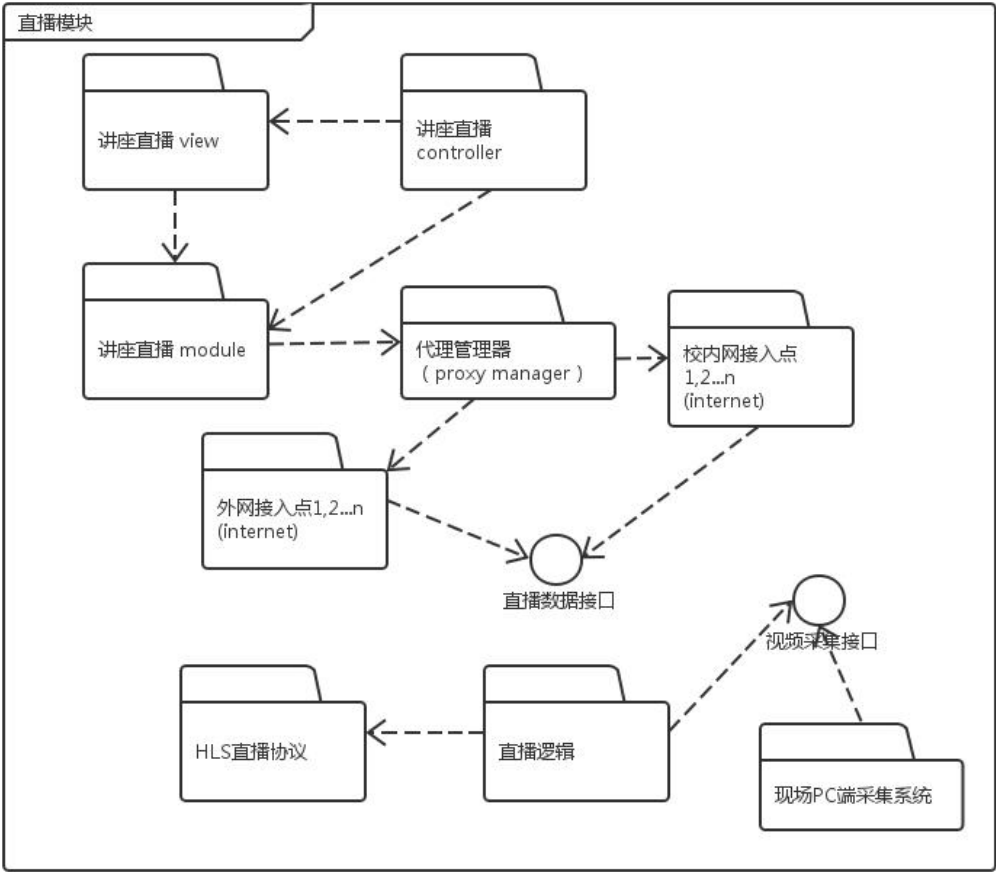 直播模块
讲座直播 view
讲座直播
controller
讲座直播 module
代理管理器
（proxy manager）
校内网接入点
1,2...n
(internet)
外网接入点1,2...n
(internet)
直播数据接口
视频采集接口
HLS直播协议
直播逻辑
现场PC端采集系统